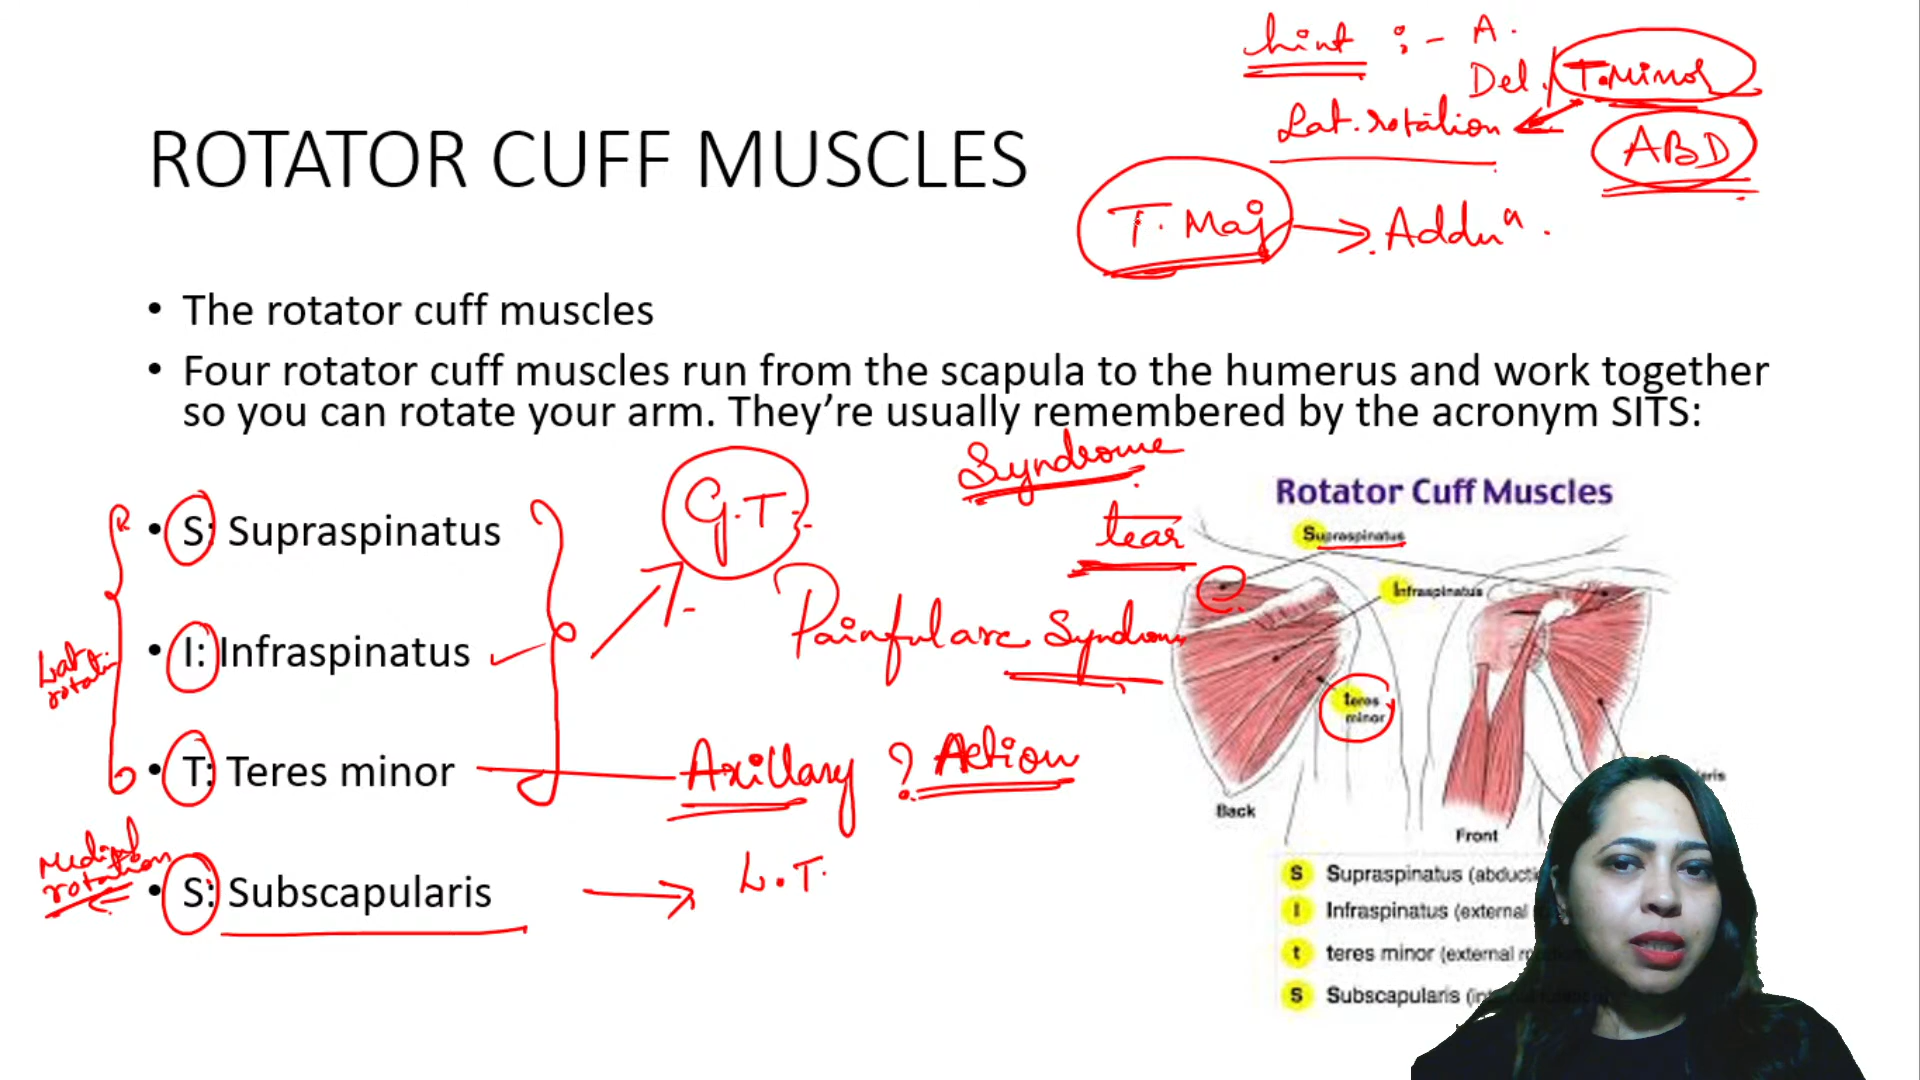 hint :- A.
Del. / T.Minor
Lat. rotation
ABD
ROTATOR CUFF MUSCLES
T. Maj → Addun.
• The rotator cuff muscles
• Four rotator cuff muscles run from the scapula to the humerus and work together
so you can rotate your arm. They’re usually remembered by the acronym SITS:
Syndrome
G.T
tear
• S: Supraspinatus
Painful arc Syndrome
Lat
• I: Infraspinatus
• T: Teres minor
Axillary ? Action
Medial
rotation
• S: Subscapularis
L.T.
Rotator Cuff Muscles
Supraspinatus
Infraspinatus
teres
minor
Back
Front
S Supraspinatus
I Infraspinatus (external
t teres minor (external
S Subscapularis